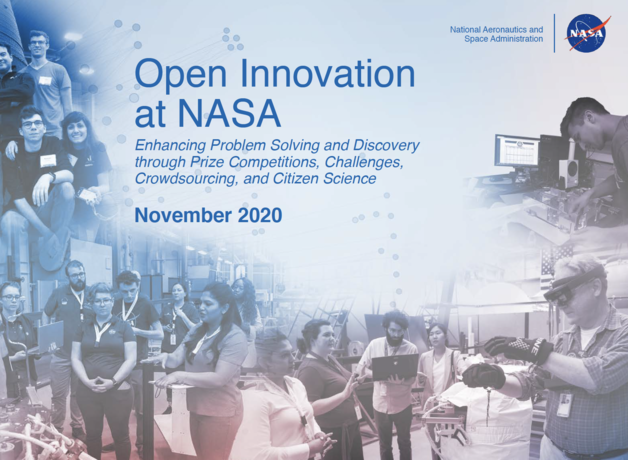 National Aeronautics and
Space Administration
NASA
Open Innovation
at NASA
Enhancing Problem Solving and Discovery
through Prize Competitions, Challenges,
Crowdsourcing, and Citizen Science
November 2020